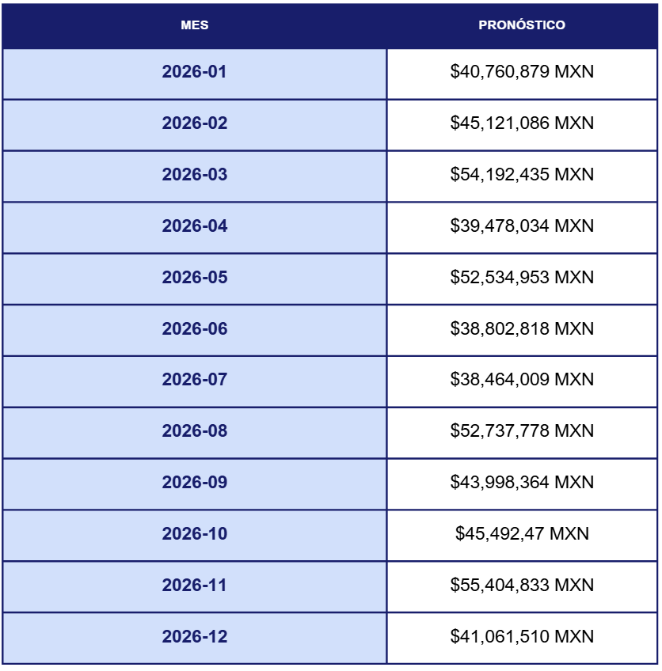 MES PRONÓSTICO
2026-01 $40,760,879 MXN
2026-02 $45,121,086 MXN
2026-03 $54,192,435 MXN
2026-04 $39,478,034 MXN
2026-05 $52,534,953 MXN
2026-06 $38,802,818 MXN
2026-07 $38,464,009 MXN
2026-08 $52,737,778 MXN
2026-09 $43,998,364 MXN
2026-10 $45,492,47 MXN
2026-11 $55,404,833 MXN
2026-12 $41,061,510 MXN